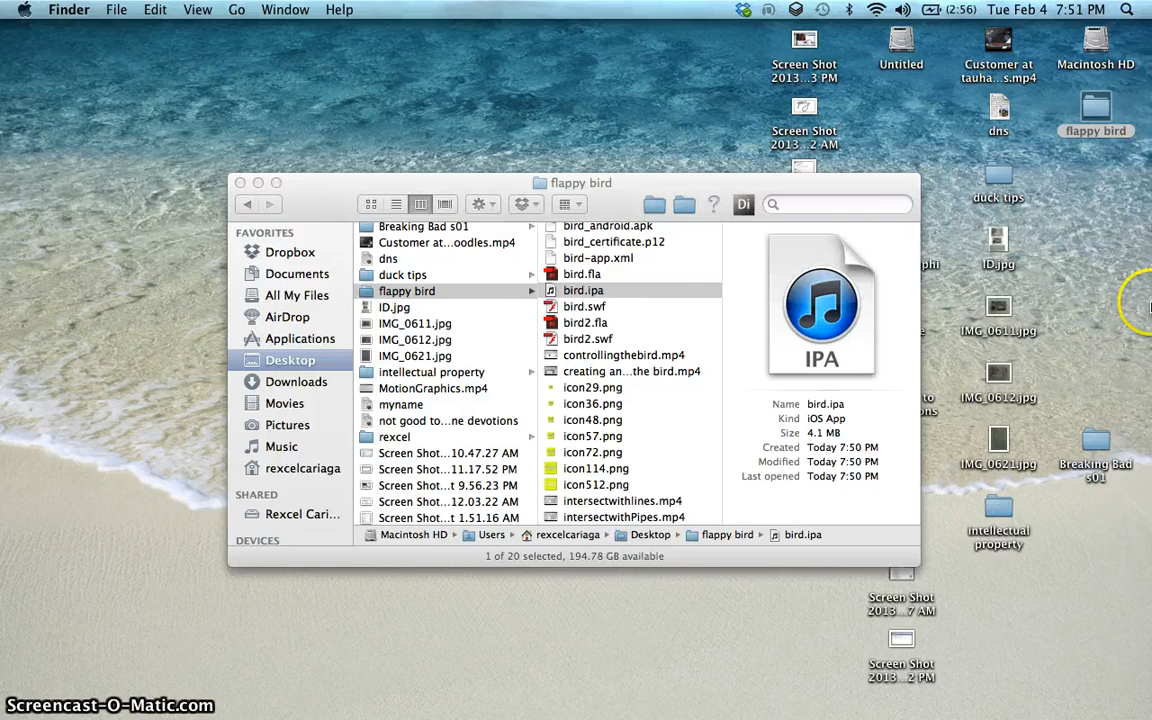 Finder File Edit View Go Window Help
(2:56) Tue Feb 4 7:51 PM
Screen Shot
2013...3 PM
Untitled
Customer at
tauha...s.mp4
Macintosh HD
Screen Shot
2013...2 AM
dns
flappy bird
duck tips
ID.jpg
IMG_0611.jpg
IMG_0612.jpg
IMG_0621.jpg
Breaking Bad
s01
intellectual
property
Screen Shot
2013...7 AM
Screen Shot
2013...2 PM
flappy bird
? Di
FAVORITES
Dropbox
Documents
All My Files
AirDrop
Applications
Desktop
Downloads
Movies
Pictures
Music
rexcelcariaga
SHARED
Rexcel Cari...
DEVICES
Breaking Bad s01
Customer at...oodles.mp4
dns
duck tips
flappy bird
ID.jpg
IMG_0611.jpg
IMG_0612.jpg
IMG_0621.jpg
intellectual property
MotionGraphics.mp4
myname
not good to...ne devotions
rexcel
Screen Shot...10.47.27 AM
Screen Shot...11.17.52 PM
Screen Shot...t 9.56.23 PM
Screen Shot...12.03.22 AM
Screen Shot...t 1.51.16 AM
bird_android.apk
bird_certificate.p12
bird-app.xml
bird.fla
bird.ipa
bird.swf
bird2.fla
bird2.swf
controllingthebird.mp4
creating an...the bird.mp4
icon29.png
icon36.png
icon48.png
icon57.png
icon72.png
icon114.png
icon512.png
intersectwithlines.mp4
intersectwithPipes.mp4
IPA
Name bird.ipa
Kind iOS App
Size 4.1 MB
Created Today 7:50 PM
Modified Today 7:50 PM
Last opened Today 7:50 PM
Macintosh HD Users rexcelcariaga Desktop flappy bird bird.ipa
1 of 20 selected, 194.78 GB available
Screencast-O-Matic.com